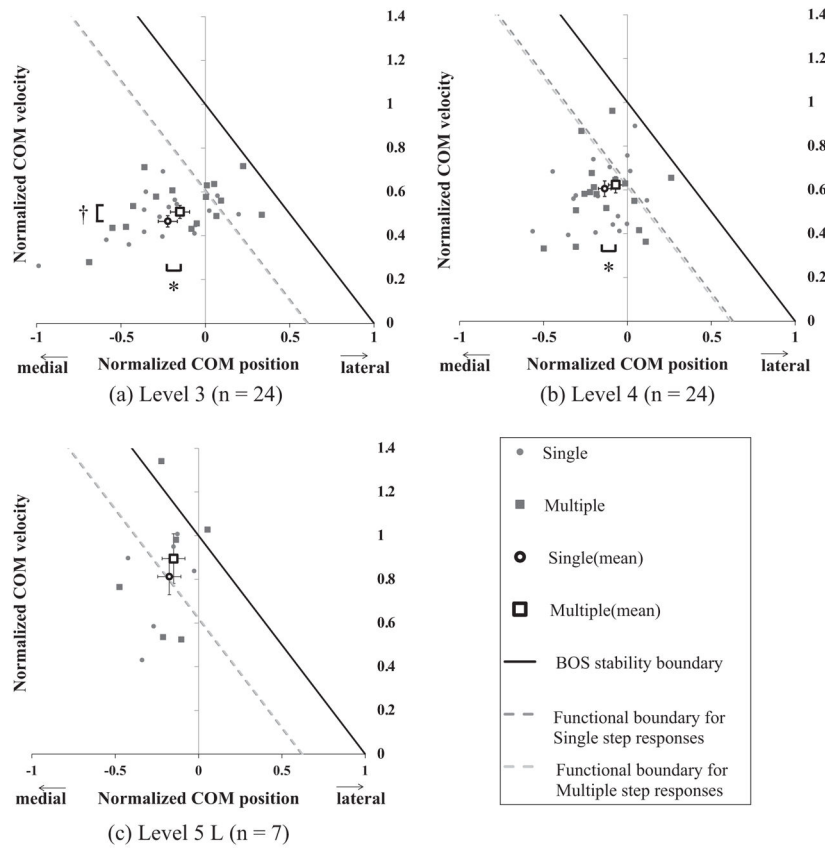 1.4
1.2
1
0.8
0.6
0.4
0.2
0
Normalized COM velocity
†
*
-1 -0.5 0 0.5 1
medial Normalized COM position lateral
(a) Level 3 (n = 24)
1.4
1.2
1
0.8
0.6
0.4
0.2
0
Normalized COM velocity
*
-1 -0.5 0 0.5 1
medial Normalized COM position lateral
(b) Level 4 (n = 24)
1.4
1.2
1
0.8
0.6
0.4
0.2
0
Normalized COM velocity
-1 -0.5 0 0.5 1
medial Normalized COM position lateral
(c) Level 5 L (n = 7)
Single
Multiple
Single(mean)
Multiple(mean)
BOS stability boundary
Functional boundary for
Single step responses
Functional boundary for
Multiple step responses